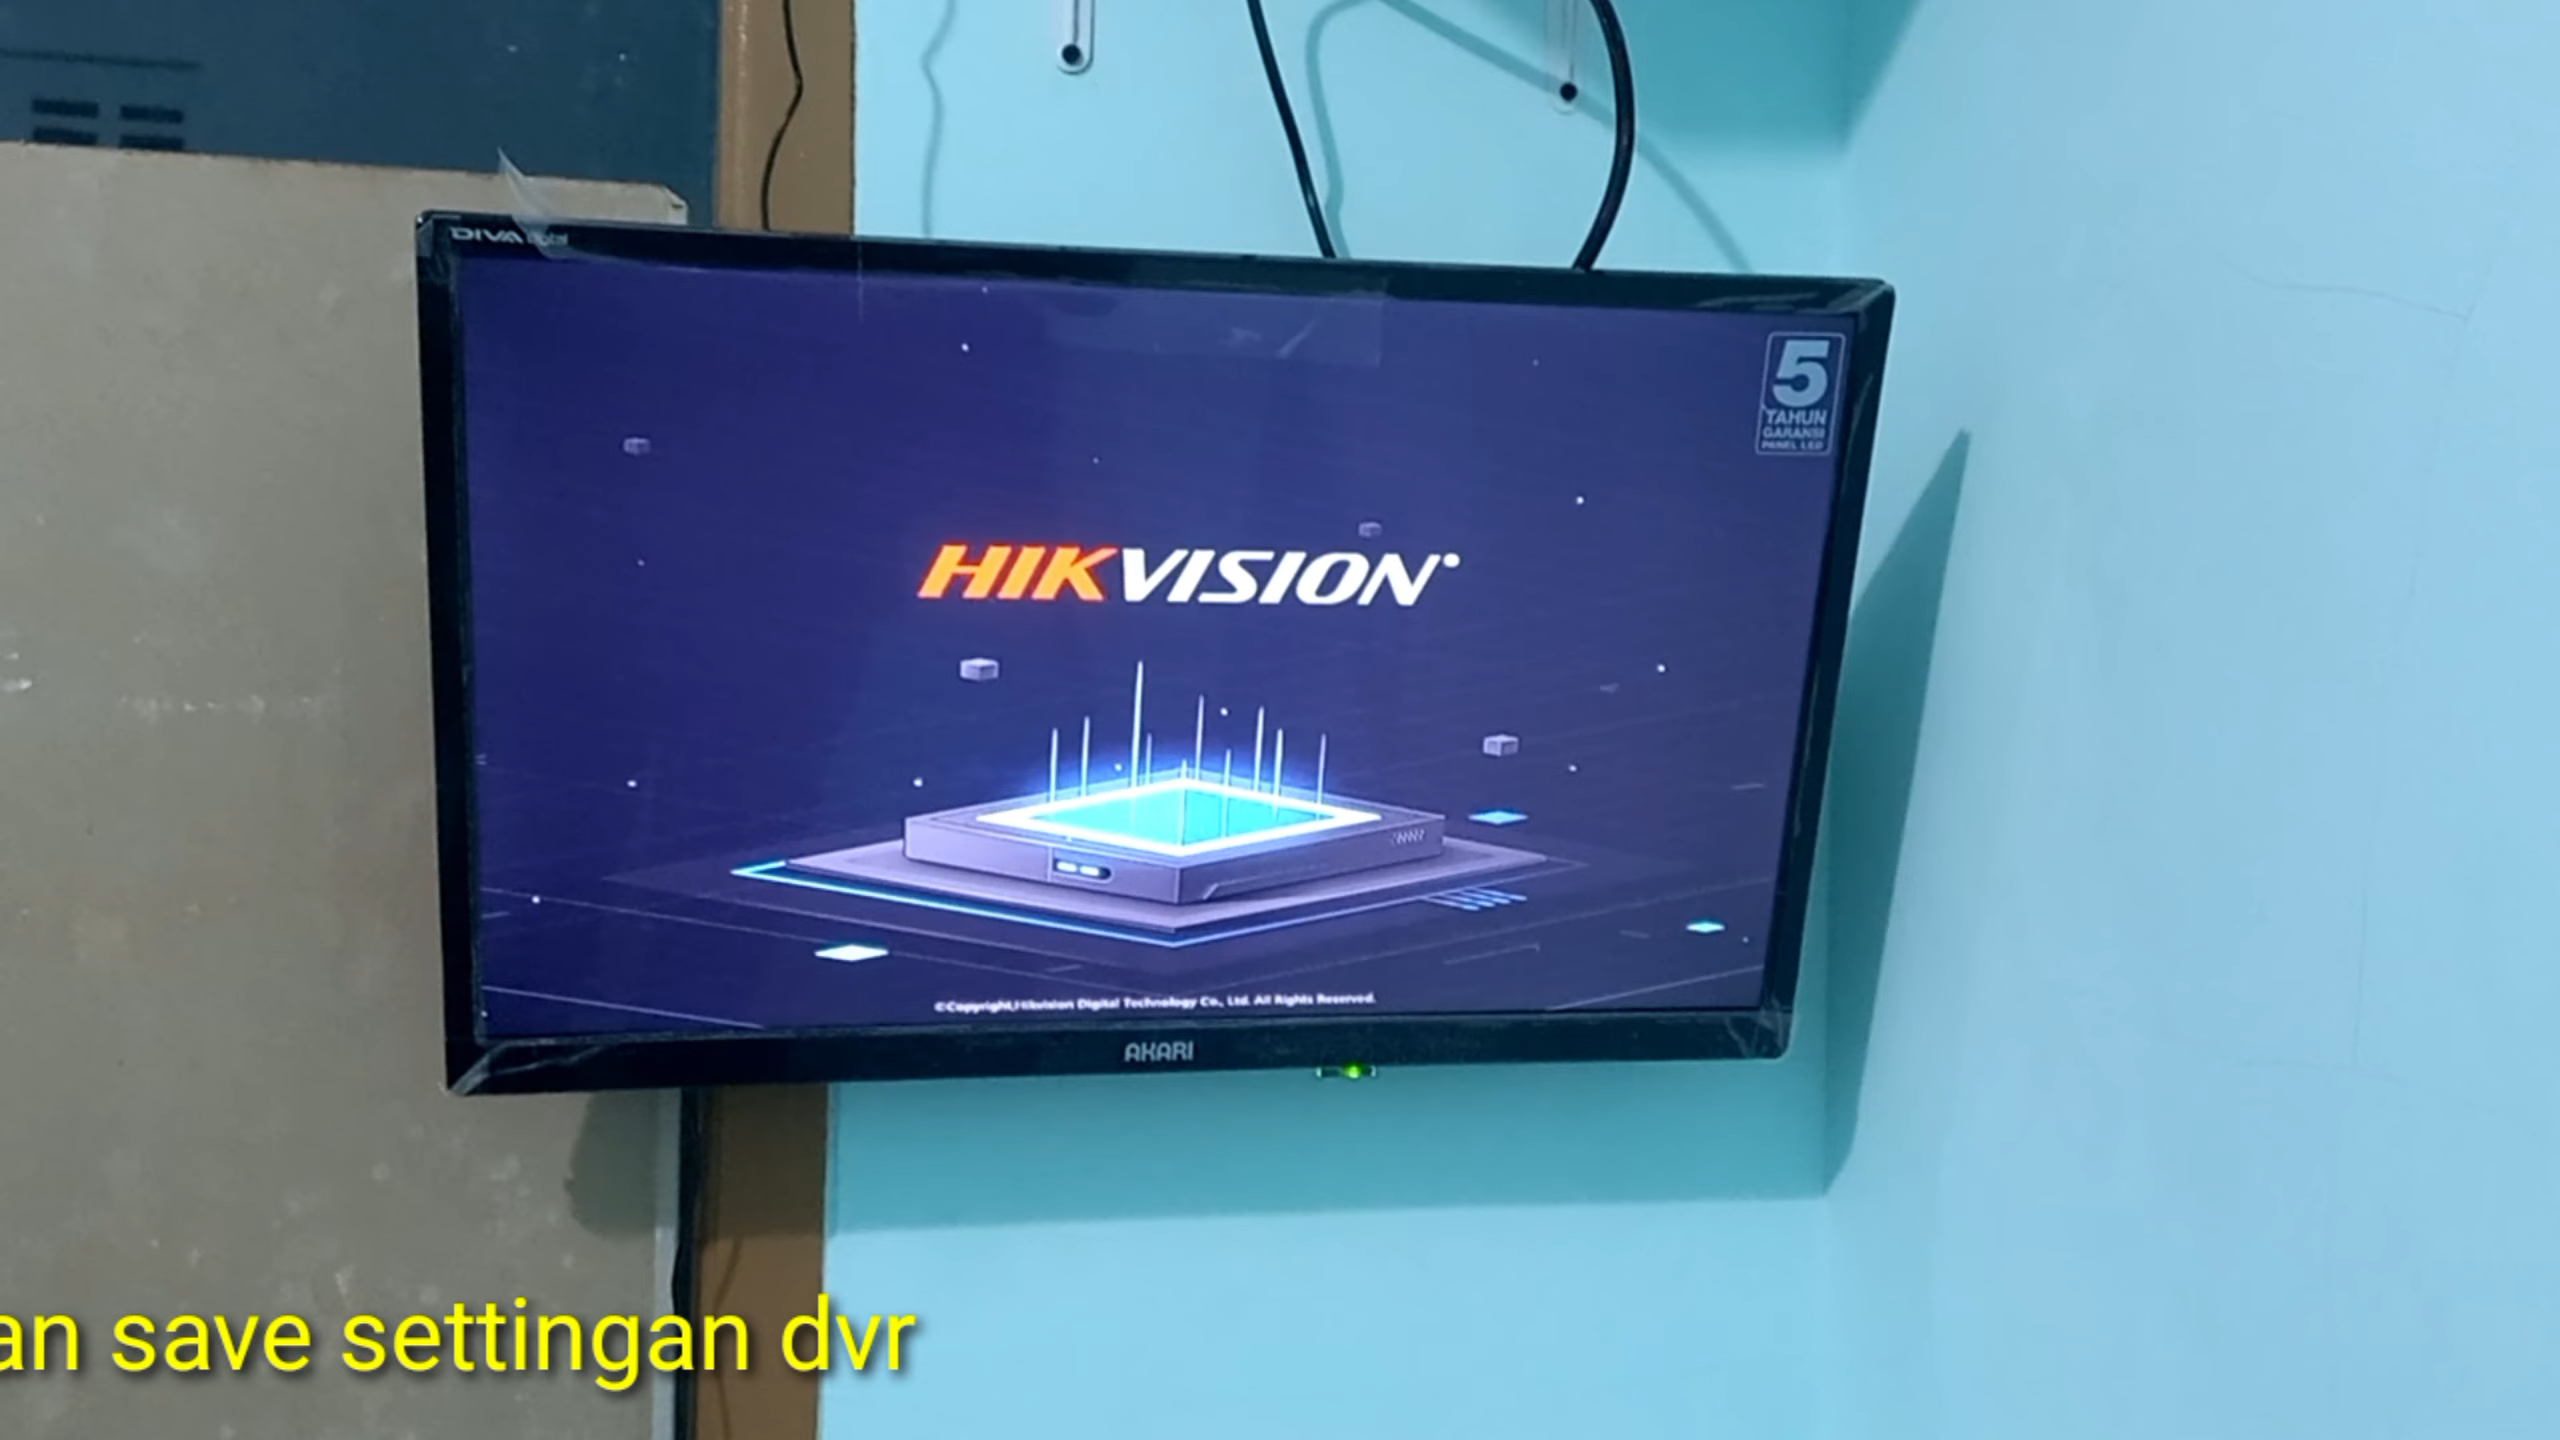 DIVA Digital
5
TAHUN
GARANSI
PANEL LED
HIKVISION
©Copyright,Hikvision Digital Technology Co., Ltd. All Rights Reserved.
AKARI
an save settingan dvr